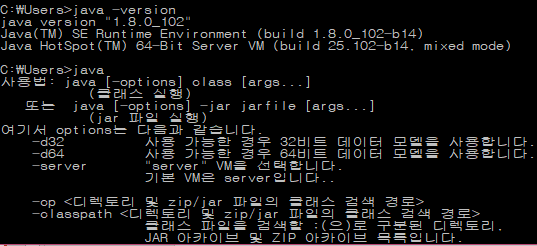 C:₩Users>java -version
java version "1.8.0_102"
Java(TM) SE Runtime Environment (build 1.8.0_102-b14)
Java HotSpot(TM) 64-Bit Server VM (build 25.102-b14, mixed mode)
C:₩Users>java
사용법: java [-options] class [args...]
(클래스 실행)
또는 java [-options] -jar jarfile [args...]
(jar 파일 실행)
여기서 options는 다음과 같습니다.
-d32 사용 가능한 경우 32비트 데이터 모델을 사용합니다.
-d64 사용 가능한 경우 64비트 데이터 모델을 사용합니다.
-server "server" VM을 선택합니다.
기본 VM은 server입니다..
-cp <디렉토리 및 zip/jar 파일의 클래스 검색 경로>
-classpath <디렉토리 및 zip/jar 파일의 클래스 검색 경로>
클래스 파일을 검색할 ;(으)로 구분된 디렉토리,
JAR 아카이브 및 ZIP 아카이브 목록입니다.